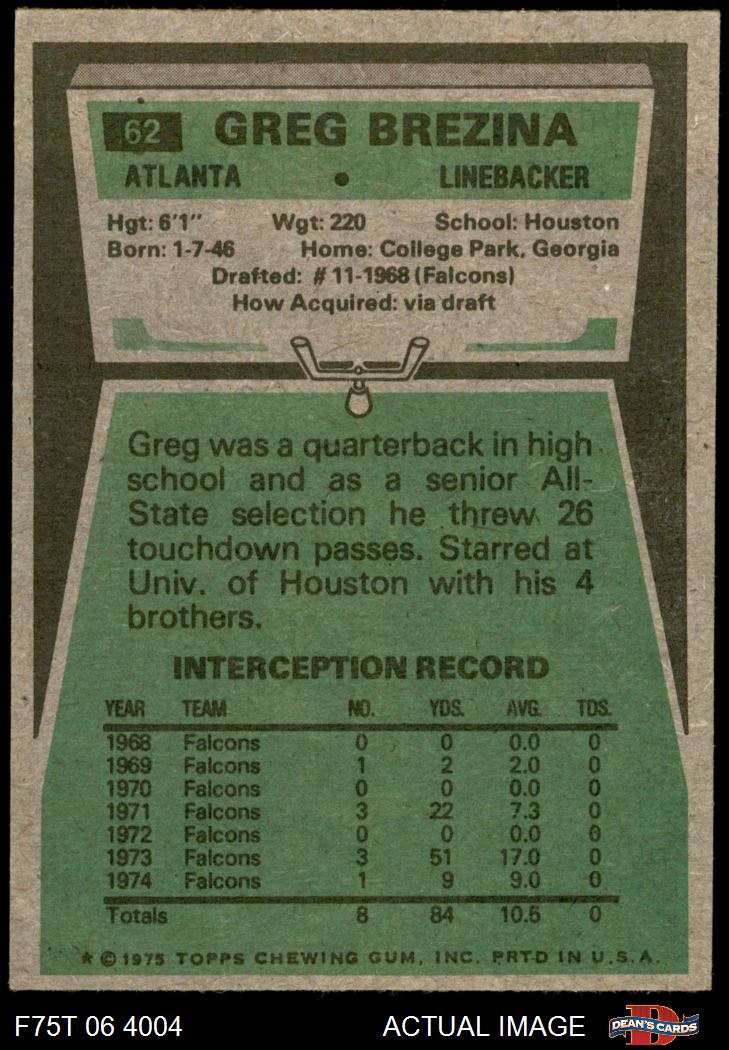 62 GREG BREZINA
ATLANTA • LINEBACKER
Hgt: 6'1" Wgt: 220 School: Houston
Born: 1-7-46 Home: College Park, Georgia
Drafted: #11-1968 (Falcons)
How Acquired: via draft
Greg was a quarterback in high
school and as a senior All-
State selection he threw 26
touchdown passes. Starred at
Univ. of Houston with his 4
brothers.
INTERCEPTION RECORD
YEAR TEAM NO. YDS. AVG. TDS.
1968 Falcons 0 0 0.0 0
1969 Falcons 1 2 2.0 0
1970 Falcons 0 0 0.0 0
1971 Falcons 3 22 7.3 0
1972 Falcons 0 0 0.0 0
1973 Falcons 3 51 17.0 0
1974 Falcons 1 9 9.0 0
Totals 8 84 10.5 0
* © 1975 TOPPS CHEWING GUM, INC. PRT'D IN U.S.A.
F75T 06 4004 ACTUAL IMAGE DEAN'S CARDS